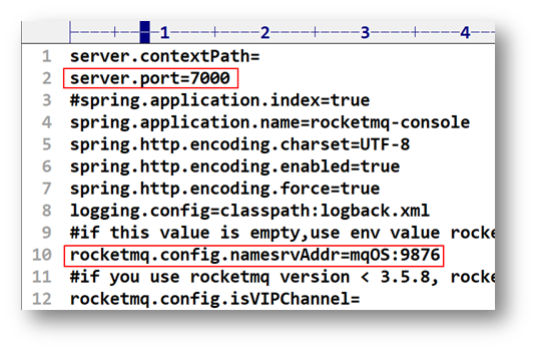 1 2 3 4
1 server.contextPath=
2 server.port=7000
3 #spring.application.index=true
4 spring.application.name=rocketmq-console
5 spring.http.encoding.charset=UTF-8
6 spring.http.encoding.enabled=true
7 spring.http.encoding.force=true
8 logging.config=classpath:logback.xml
9 #if this value is empty,use env value rocke
10 rocketmq.config.namesrvAddr=mqOS:9876
11 #if you use rocketmq version < 3.5.8, rocke
12 rocketmq.config.isVIPChannel=